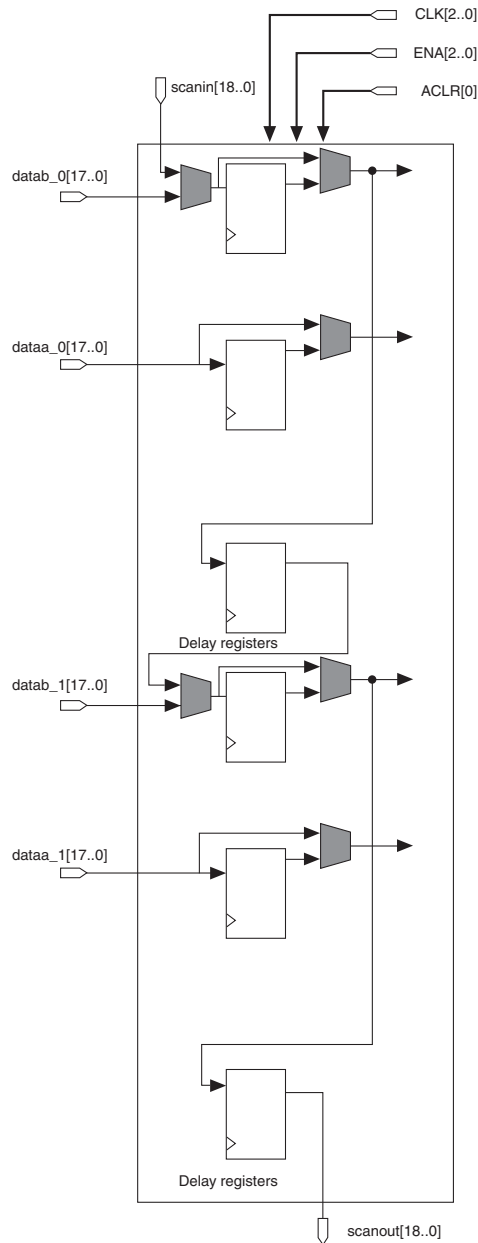 CLK[2..0]
ENA[2..0]
scanin[18..0]
ACLR[0]
datab_0[17..0]
dataa_0[17..0]
Delay registers
datab_1[17..0]
dataa_1[17..0]
Delay registers
scanout[18..0]